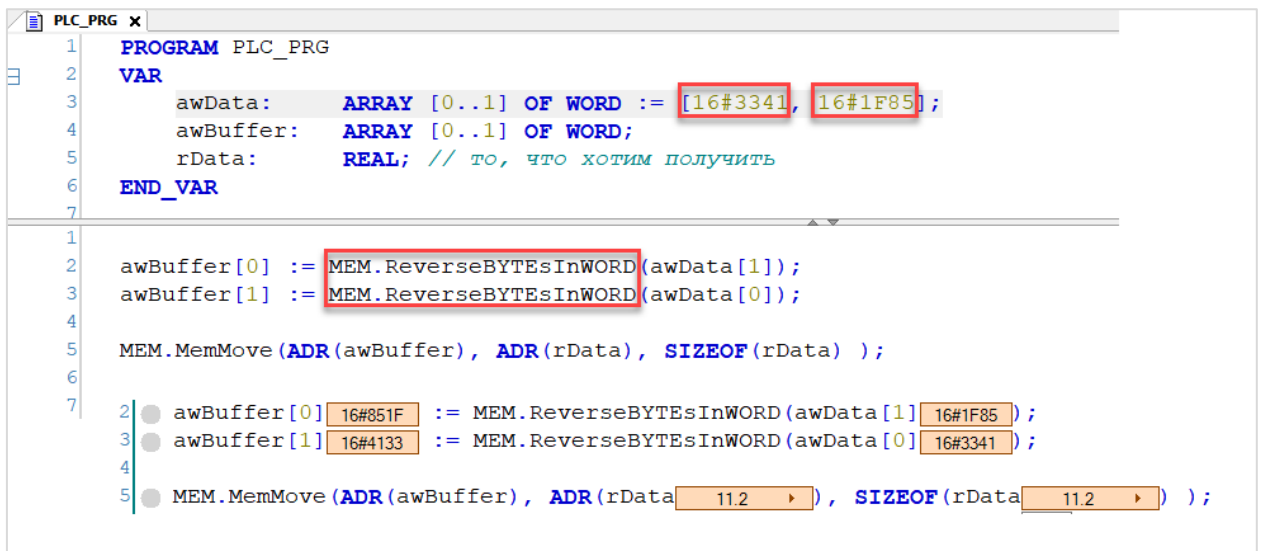 PLC_PRG X
1 PROGRAM PLC_PRG
2 VAR
3 awData: ARRAY [0..1] OF WORD := [16#3341, 16#1F85];
4 awBuffer: ARRAY [0..1] OF WORD;
5 rData: REAL; // то, что хотим получить
6 END_VAR
7
1
2 awBuffer[0] := MEM.ReverseBYTEsInWORD(awData[1]);
3 awBuffer[1] := MEM.ReverseBYTEsInWORD(awData[0]);
4
5 MEM.MemMove(ADR(awBuffer), ADR(rData), SIZEOF(rData) );
6
7
2 awBuffer[0] 16#851F := MEM.ReverseBYTEsInWORD(awData[1] 16#1F85 );
3 awBuffer[1] 16#4133 := MEM.ReverseBYTEsInWORD(awData[0] 16#3341 );
4
5 MEM.MemMove(ADR(awBuffer), ADR(rData 11.2 ), SIZEOF(rData 11.2 ) );